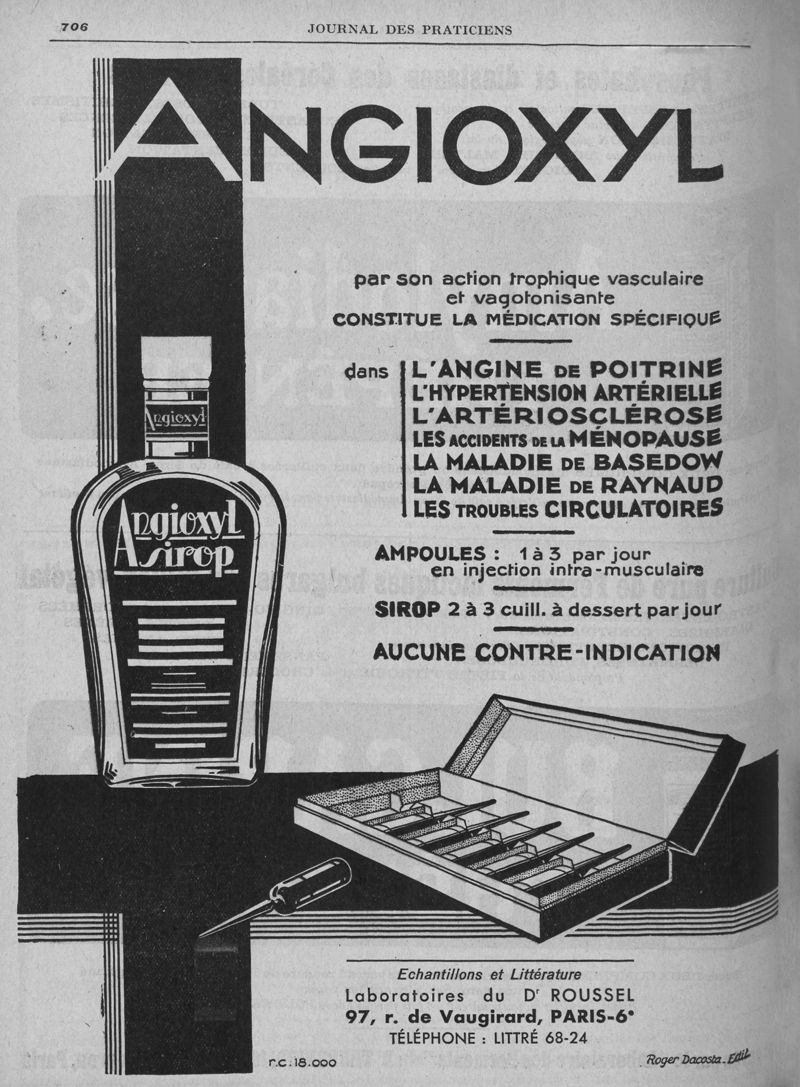 706
JOURNAL DES PRATICIENS
ANGIOXYL
par son action trophique vasculaire
et vagotonisante
CONSTITUE LA MÉDICATION SPÉCIFIQUE
dans
L'ANGINE DE POITRINE
L'HYPERTENSION ARTÉRIELLE
L'ARTÉRIOSCLÉROSE
LES ACCIDENTS DE LA MÉNOPAUSE
LA MALADIE DE BASEDOW
LA MALADIE DE RAYNAUD
LES TROUBLES CIRCULATOIRES
Angioxyl
Angioxyl
sirop
AMPOULES : 1 à 3 par jour
en injection intra-musculaire
SIROP 2 à 3 cuill. à dessert par jour
AUCUNE CONTRE-INDICATION
Echantillons et Littérature
Laboratoires du Dr ROUSSEL
97, r. de Vaugirard, PARIS-6e
TÉLÉPHONE : LITTRÉ 68-24
r.c. 18.000
Roger Dacosta. Edit.